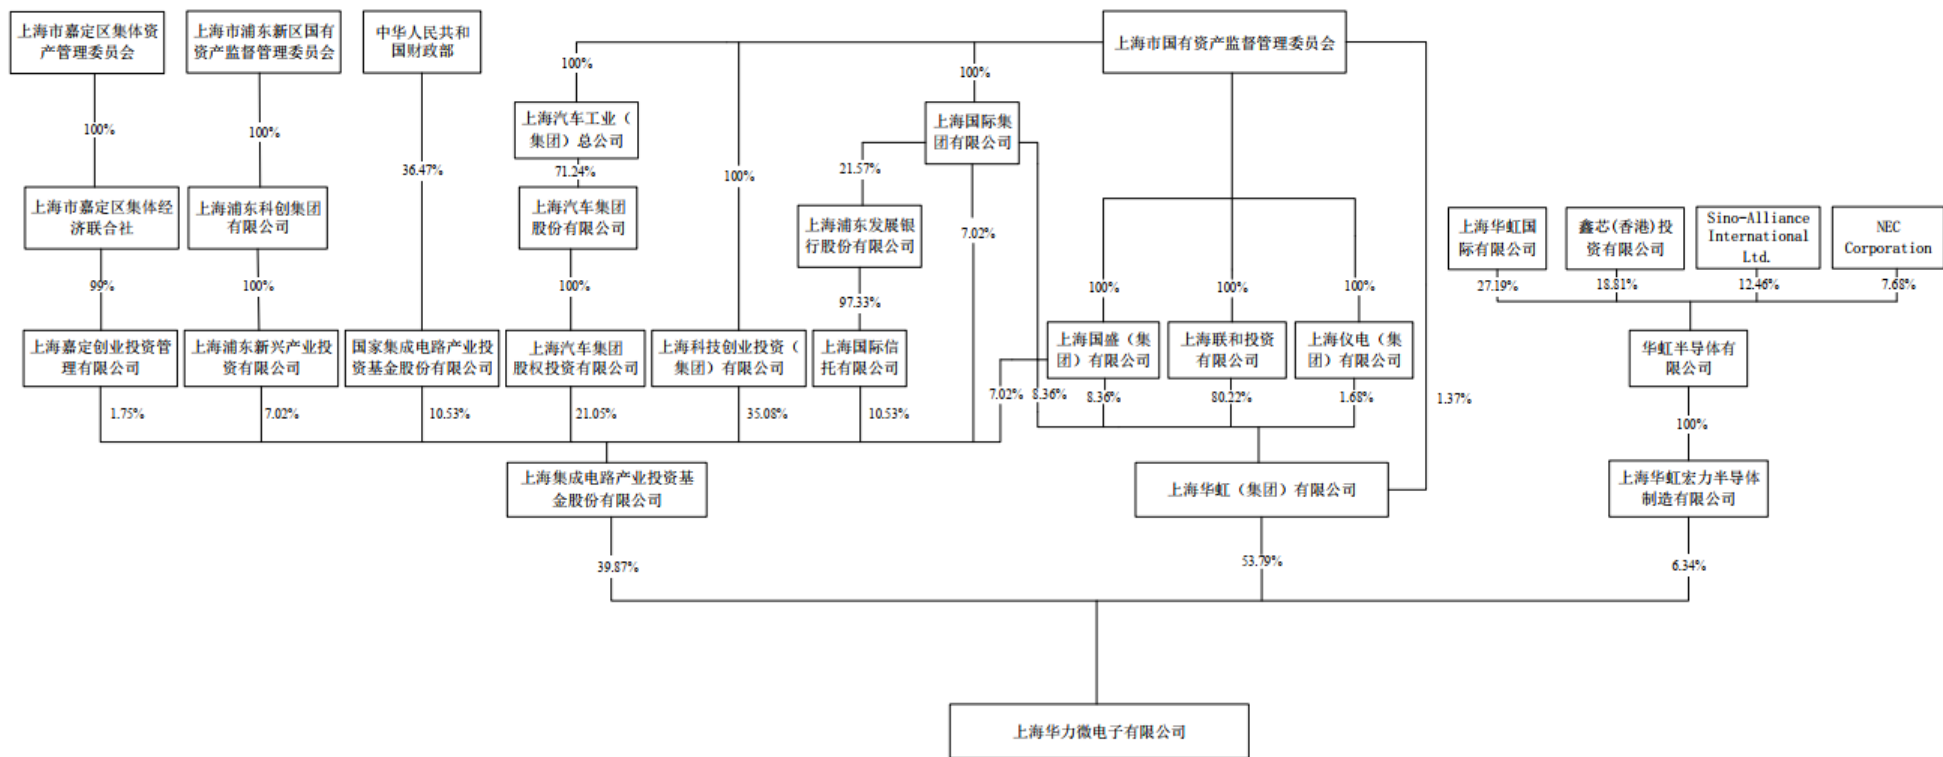 上海市嘉定区集体资
产管理委员会
上海市浦东新区国有
资产监督管理委员会
中华人民共和
国财政部
上海市国有资产监督管理委员会
100%
100%
上海汽车工业（
集团）总公司
上海国际集
团有限公司
100%
100%
36.47%
71.24%
100%
21.57%
上海市嘉定区集体经
济联合社
上海浦东科创集团
有限公司
上海汽车集团
股份有限公司
上海浦东发展银
行股份有限公司
7.02%
上海华虹国
际有限公司
鑫芯(香港)投
资有限公司
Sino-Alliance
International
Ltd.
NEC
Corporation
99%
100%
100%
97.33%
100%
100%
100%
27.19%
18.81%
12.46%
7.68%
上海嘉定创业投资管
理有限公司
上海浦东新兴产业投
资有限公司
国家集成电路产业投
资基金股份有限公司
上海汽车集团
股权投资有限公司
上海科技创业投资（
集团）有限公司
上海国际信
托有限公司
上海国盛（集
团）有限公司
上海联和投资
有限公司
上海仪电（集
团）有限公司
华虹半导体有
限公司
1.75%
7.02%
10.53%
21.05%
35.08%
10.53%
7.02%
8.36%
8.36%
80.22%
1.68%
1.37%
100%
上海集成电路产业投资基
金股份有限公司
上海华虹（集团）有限公司
上海华虹宏力半导体
制造有限公司
39.87%
53.79%
6.34%
上海华力微电子有限公司